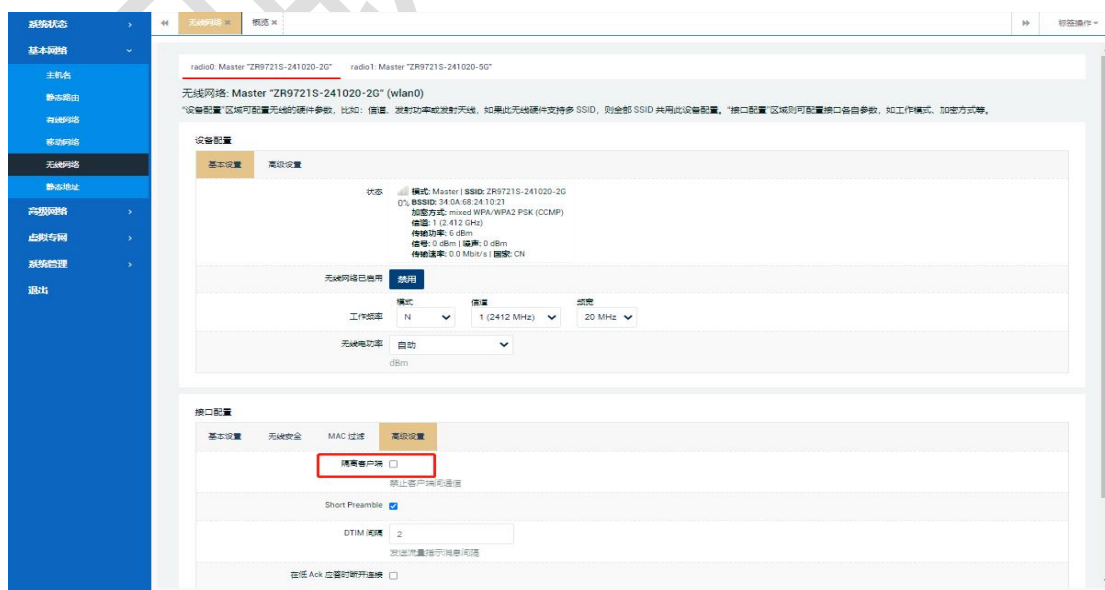 系统状态
基本网络
主机名
静态路由
有线网络
移动网络
无线网络
静态地址
高级网络
虚拟专网
系统管理
退出
无线网络 概览 标签操作
radio0: Master "ZR9721S-241020-2G" radio1: Master "ZR9721S-241020-5G"
无线网络: Master "ZR9721S-241020-2G" (wlan0)
"设备配置"区域可配置无线的硬件参数，比如：信道、发射功率或发射天线，如果此无线硬件支持多 SSID，则全部 SSID 共用此设备配置。"接口配置"区域则可配置接口各自参数，如工作模式、加密方式等。
设备配置
基本设置 高级设置
状态 模式: Master | SSID: ZR9721S-241020-2G
0% BSSID: 34:0A:68:24:10:21
加密方式: mixed WPA/WPA2 PSK (CCMP)
信道: 1 (2.412 GHz)
传输功率: 6 dBm
信号: 0 dBm | 噪声: 0 dBm
传输速率: 0.0 Mbit/s | 国家: CN
无线网络已启用 禁用
模式 信道 频宽
工作频率 N 1 (2412 MHz) 20 MHz
无线电功率 自动
dBm
接口配置
基本设置 无线安全 MAC 过滤 高级设置
隔离客户端
禁止客户端间通信
Short Preamble
DTIM 间隔 2
发送流量指示消息间隔
在低 Ack 应答时断开连接